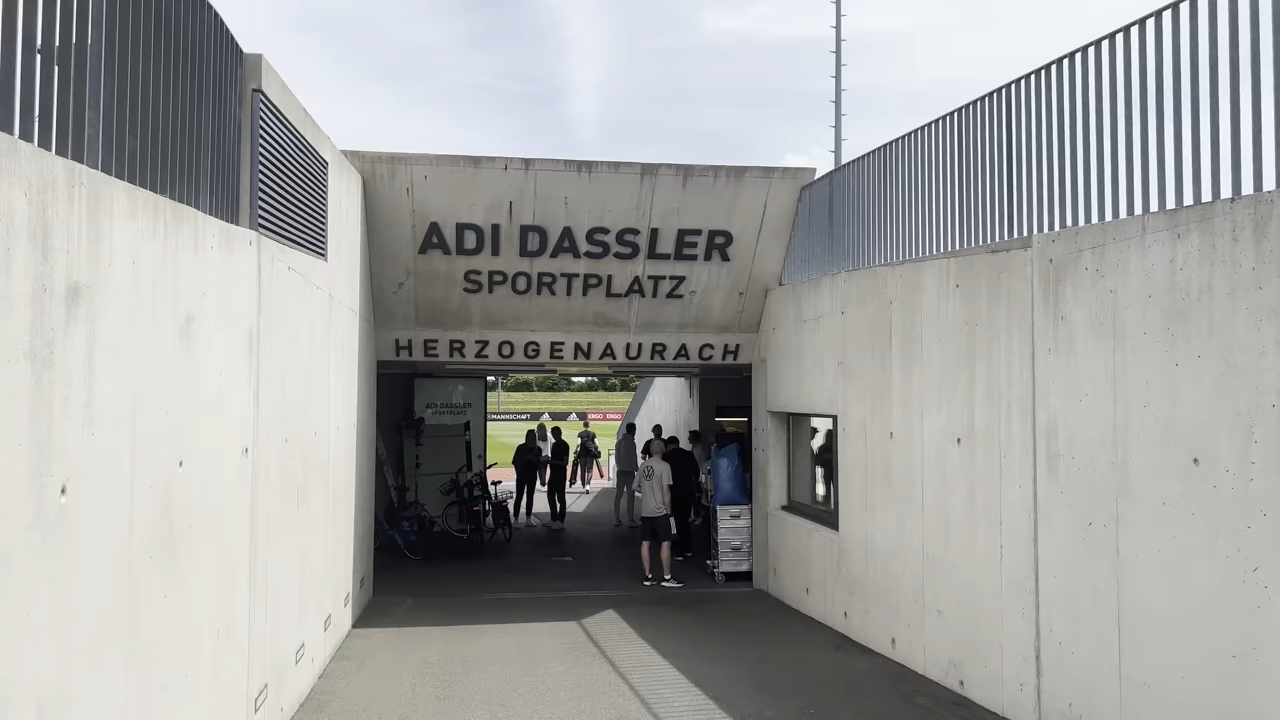 ADI DASSLER
SPORTPLATZ
HERZOGENAURACH
ADI DASSLER
SPORTPLATZ
MANNSCHAFT
ERGO ERGO